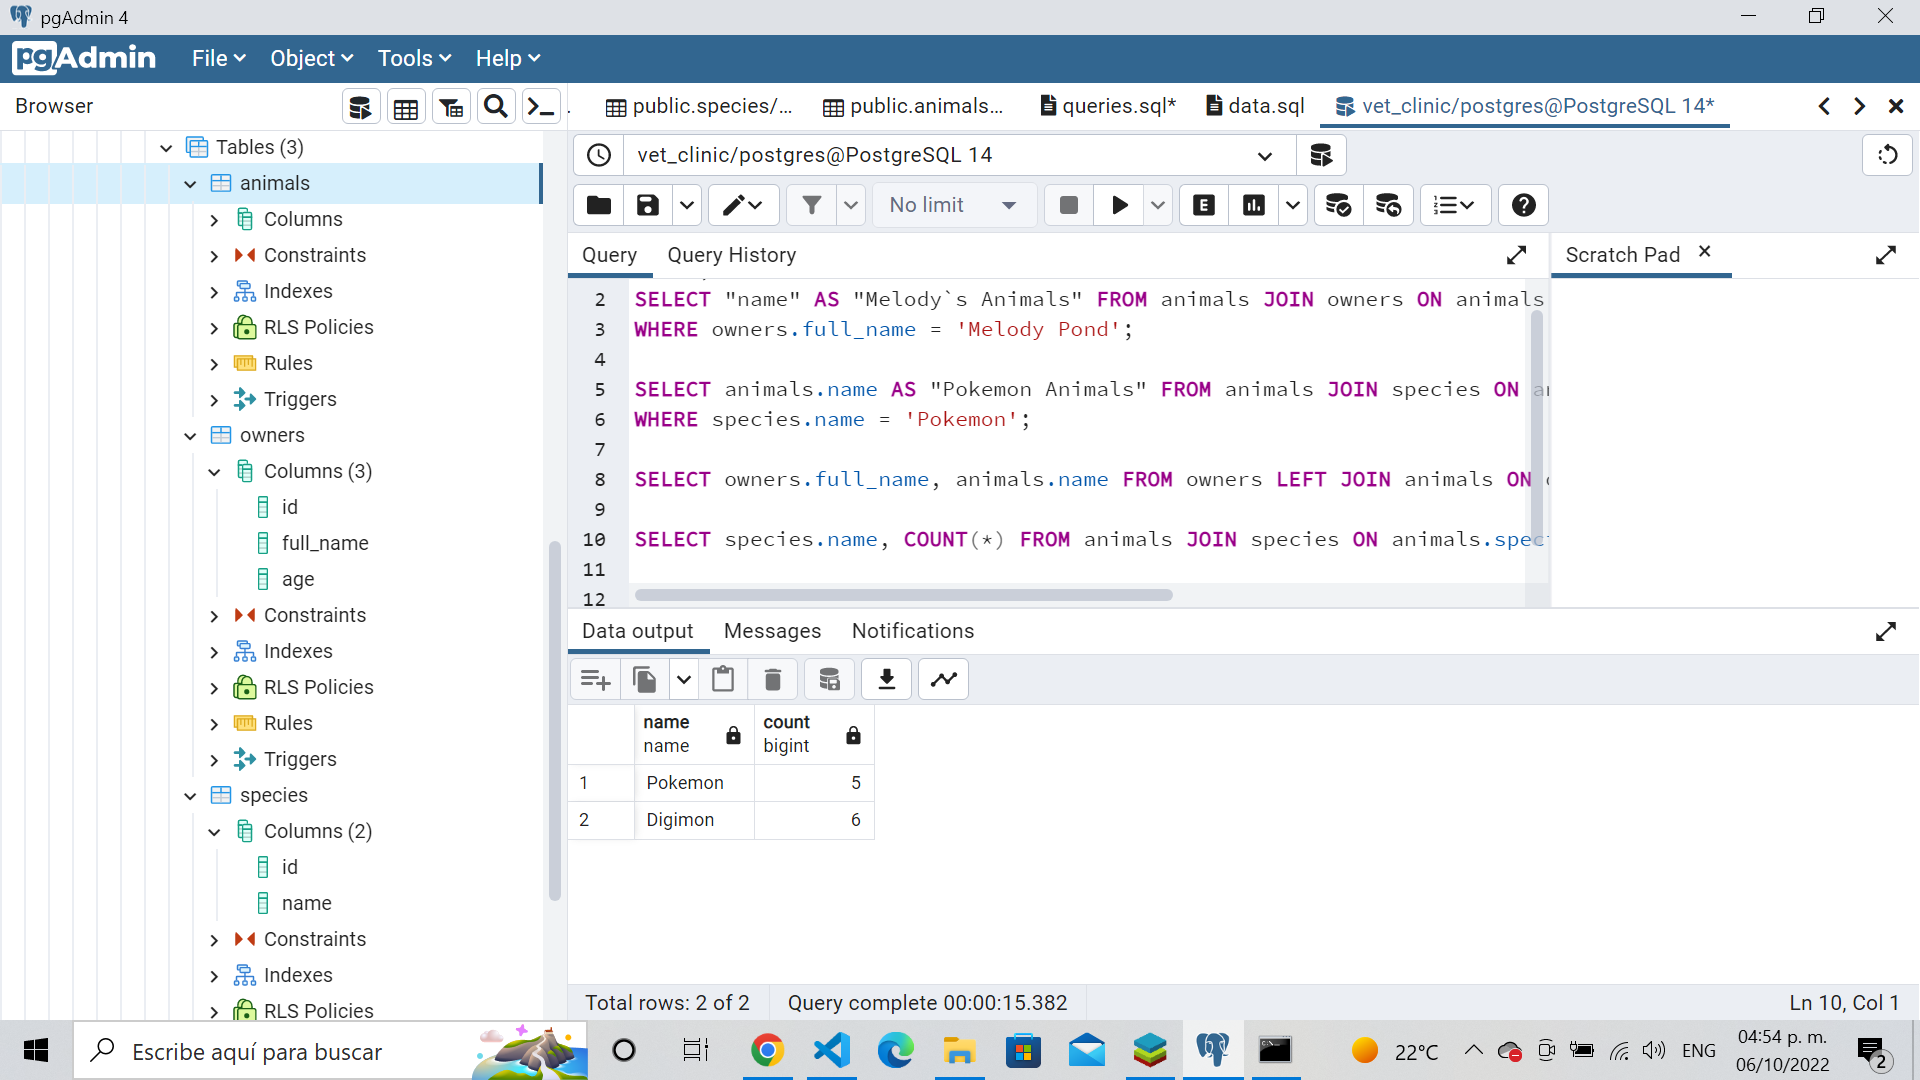 pgAdmin 4
pgAdmin
File
Object
Tools
Help
Browser
public.species/...
public.animals...
queries.sql*
data.sql
vet_clinic/postgres@PostgreSQL 14*
Tables (3)
animals
Columns
Constraints
Indexes
RLS Policies
Rules
Triggers
owners
Columns (3)
id
full_name
age
Constraints
Indexes
RLS Policies
Rules
Triggers
species
Columns (2)
id
name
Constraints
Indexes
RLS Policies
vet_clinic/postgres@PostgreSQL 14
No limit
E
Query
Query History
Scratch Pad
2 SELECT "name" AS "Melody`s Animals" FROM animals JOIN owners ON animals
3 WHERE owners.full_name = 'Melody Pond';
4
5 SELECT animals.name AS "Pokemon Animals" FROM animals JOIN species ON an
6 WHERE species.name = 'Pokemon';
7
8 SELECT owners.full_name, animals.name FROM owners LEFT JOIN animals ON o
9
10 SELECT species.name, COUNT(*) FROM animals JOIN species ON animals.spec
11
12
Data output
Messages
Notifications
name count
name bigint
1 Pokemon 5
2 Digimon 6
Total rows: 2 of 2
Query complete 00:00:15.382
Ln 10, Col 1
Escribe aquí para buscar
22°C
ENG
04:54 p. m.
06/10/2022
2